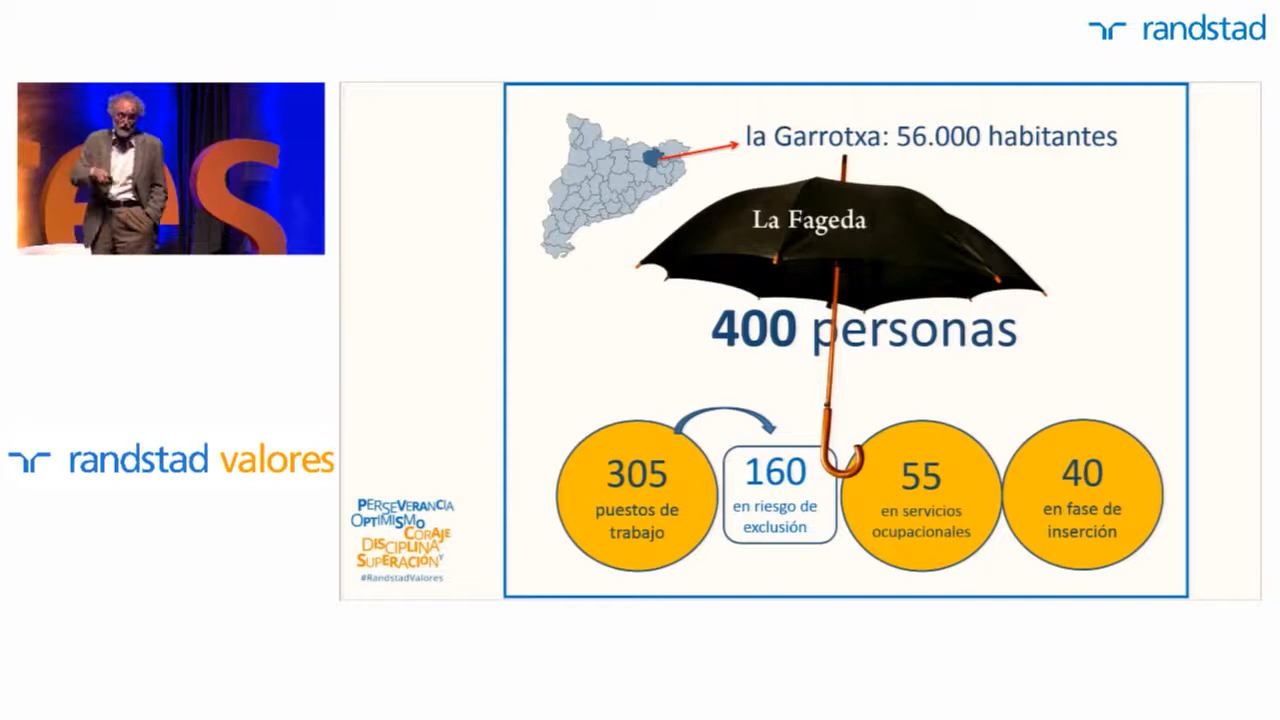 randstad
tes
la Garrotxa: 56.000 habitantes
La Fageda
400 personas
305
puestos de
trabajo
160
en riesgo de
exclusión
55
en servicios
ocupacionales
40
en fase de
inserción
randstad valores
PERSEVERANCIA
OPTIMISMO
CORAJE
DISCIPLINA
Y
SUPERACIÓN
#RandstadValores